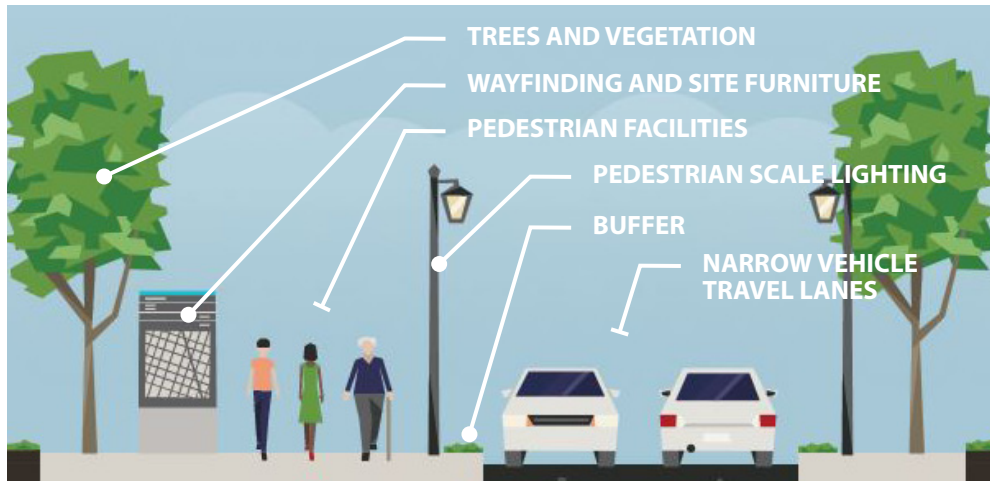 TREES AND VEGETATION
WAYFINDING AND SITE FURNITURE
PEDESTRIAN FACILITIES
PEDESTRIAN SCALE LIGHTING
BUFFER
NARROW VEHICLE
TRAVEL LANES